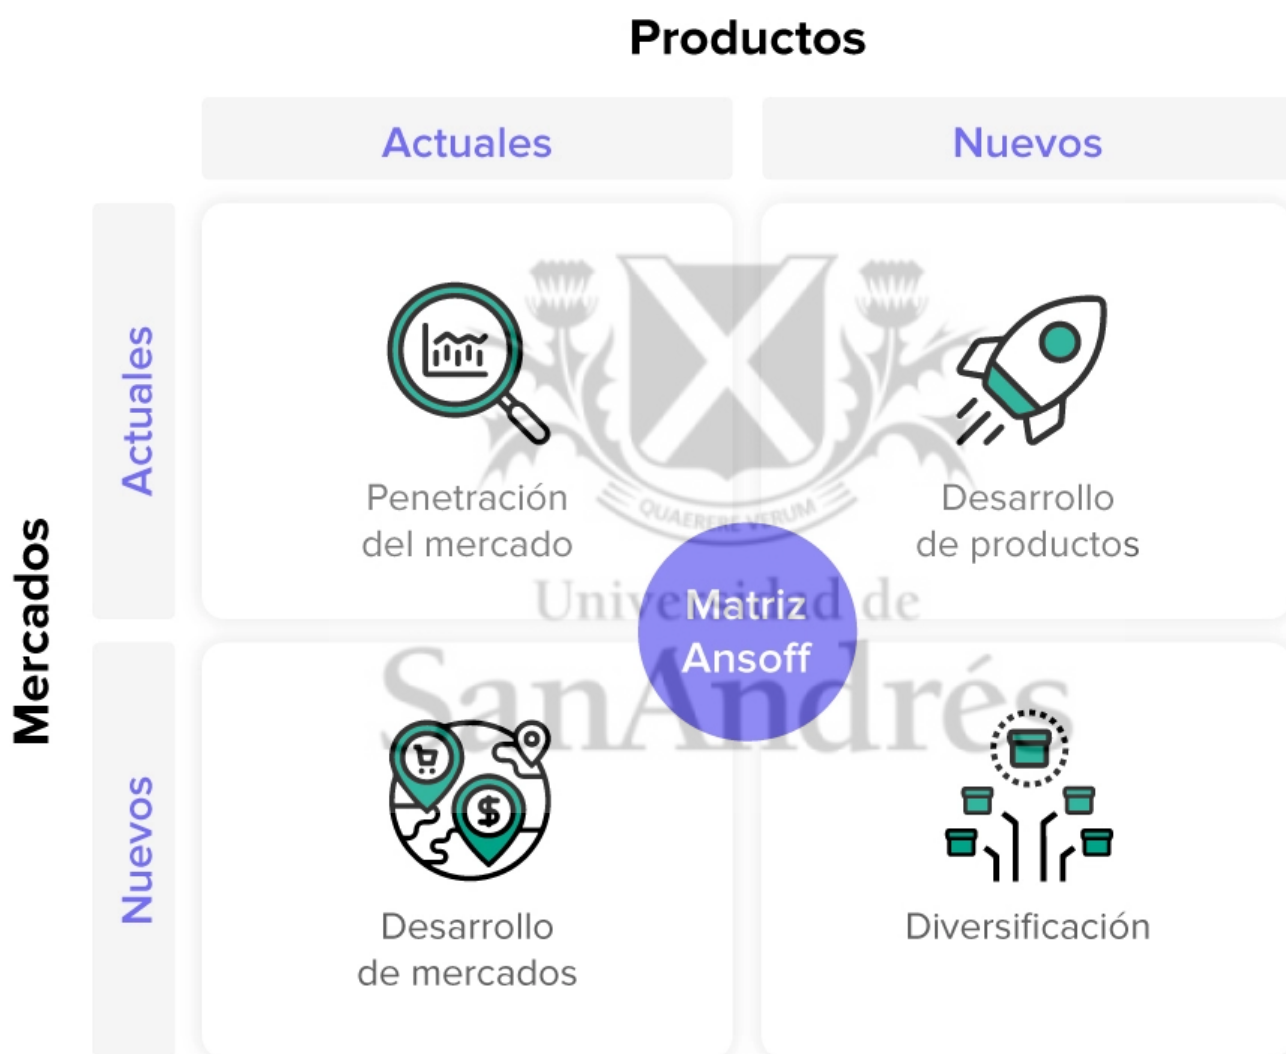 Productos
Actuales
Nuevos
Mercados
Actuales
Penetración
del mercado
Desarrollo
de productos
QUAERERE VERUM
Universidad de
SanAndrés
Matriz
Ansoff
Nuevos
$
Desarrollo
de mercados
Diversificación